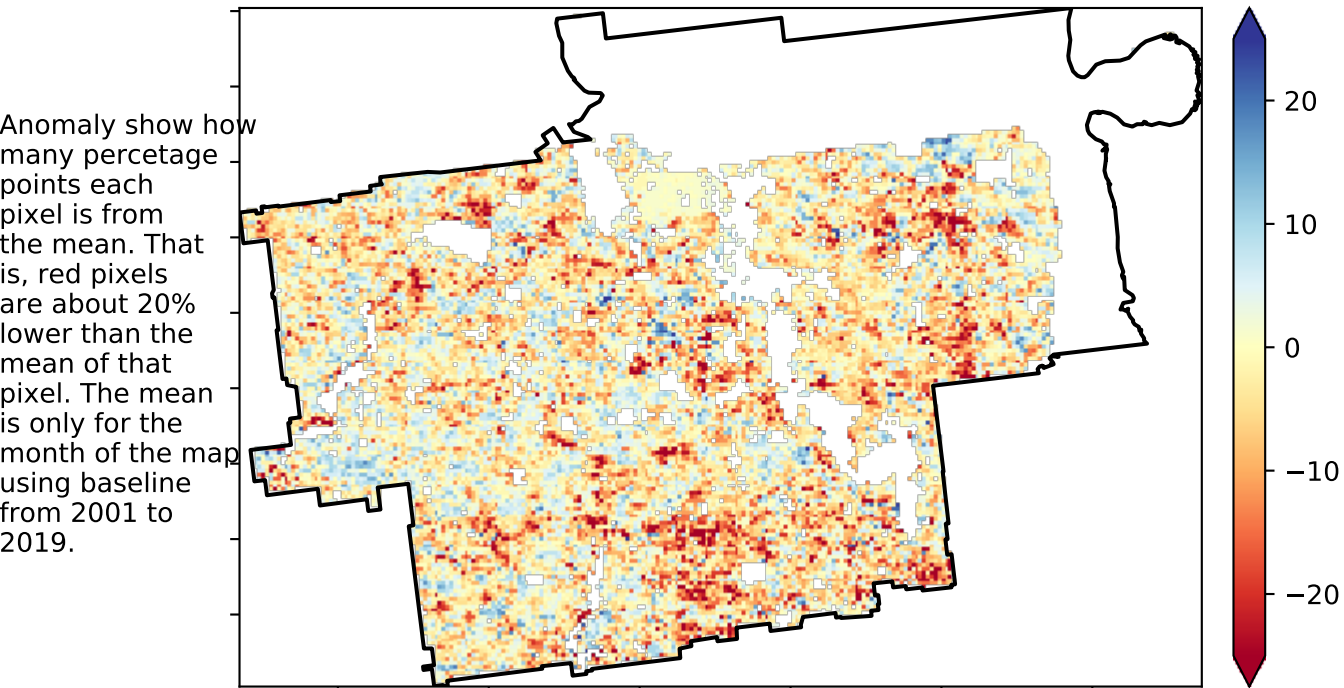 Anomaly show how
many percetage
points each
pixel is from
the mean. That
is, red pixels
are about 20%
lower than the
mean of that
pixel. The mean
is only for the
month of the map
using baseline
from 2001 to
2019.
20
10
0
−10
−20